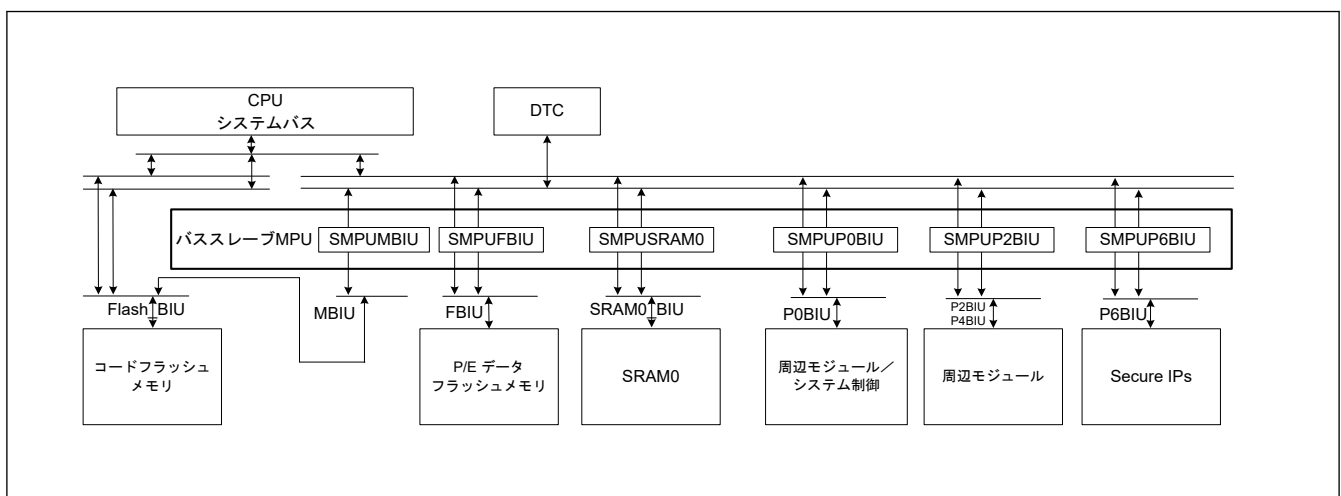 CPU
システムバス
DTC
バススレーブMPU
SMPUMBIU
SMPUFBIU
SMPUSRAM0
SMPUP0BIU
SMPUP2BIU
SMPUP6BIU
Flash BIU
MBIU
FBIU
SRAM0 BIU
P0BIU
P2BIU
P4BIU
P6BIU
コードフラッシュ
メモリ
P/E データ
フラッシュメモリ
SRAM0
周辺モジュール／
システム制御
周辺モジュール
Secure IPs